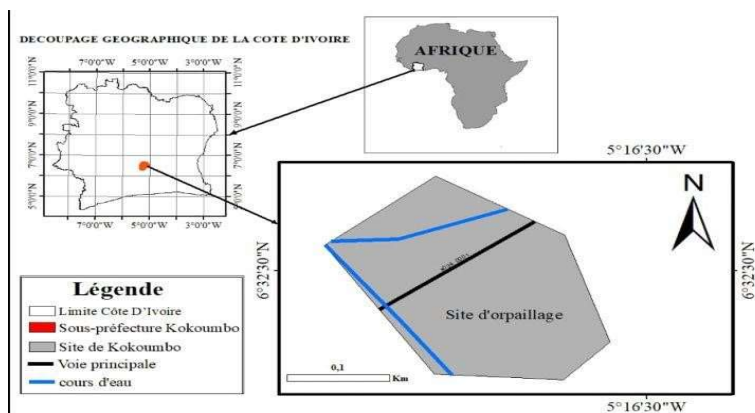 DECOUPAGE GEOGRAPHIQUE DE LA COTE D'IVOIRE
AFRIQUE
7°0'0"W 5°0'0"W 3°0'0"W
11°0'0"N
9°0'0"N
7°0'0"N
5°0'0"N
11°0'0"N
9°0'0"N
7°0'0"N
5°0'0"N
7°0'0"W 5°0'0"W 3°0'0"W
5°16'30"W
N
6°32'30"N
6°32'30"N
Site d'orpaillage
0,1
Km
5°16'30"W
Légende
Limite Côte D'Ivoire
Sous-préfecture Kokoumbo
Site de Kokoumbo
Voie principale
cours d'eau